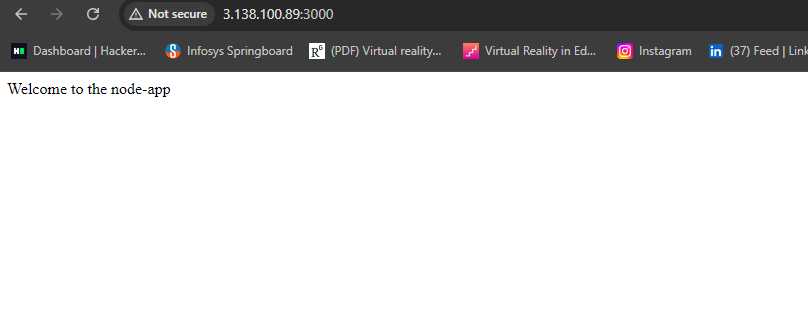 Not secure 3.138.100.89:3000
Dashboard | Hacker... Infosys Springboard R^G (PDF) Virtual reality... Virtual Reality in Ed... Instagram in (37) Feed | Link
Welcome to the node-app